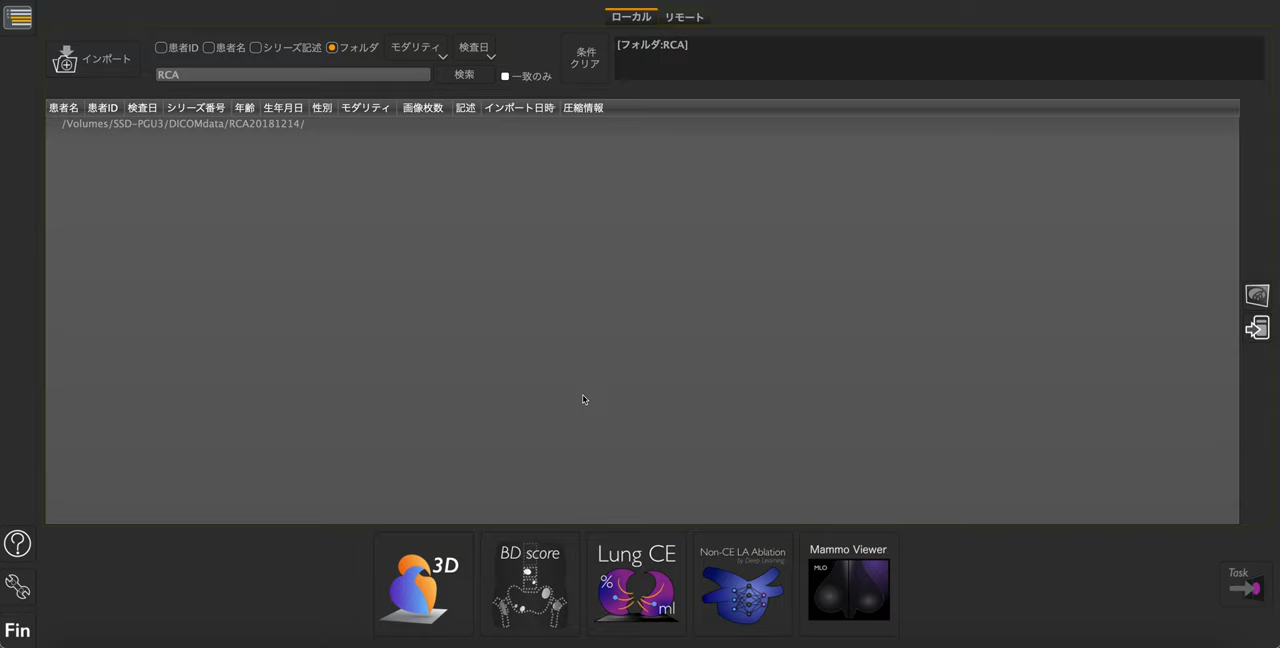 ローカル リモート
インポート
患者ID 患者名 シリーズ記述 フォルダ モダリティ 検査日
RCA 検索 一致のみ
条件
クリア
[フォルダ:RCA]
患者名 患者ID 検査日 シリーズ番号 年齢 生年月日 性別 モダリティ 画像枚数 記述 インポート日時 圧縮情報
/Volumes/SSD-PGU3/DICOMdata/RCA20181214/
3D
BD score
Lung CE
%
ml
Non-CE LA Ablation
by Deep Learning
Mammo Viewer
MLO
Task
?
Fin